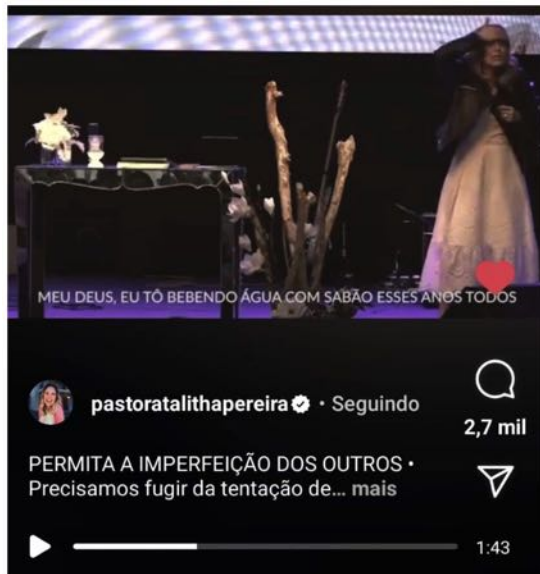 MEU DEUS, EU TÔ BEBENDO ÁGUA COM SABÃO ESSES ANOS TODOS
pastoratalithapereira • Seguindo
2,7 mil
PERMITA A IMPERFEIÇÃO DOS OUTROS •
Precisamos fugir da tentação de... mais
1:43